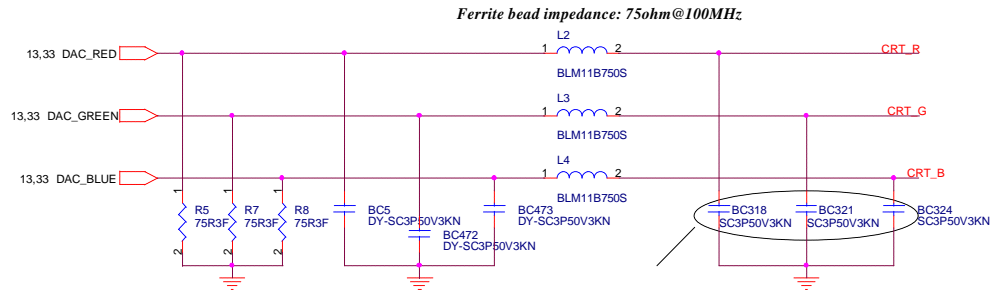 Ferrite bead impedance: 75ohm@100MHz
L2
13,33 DAC_RED
1
2
CRT_R
BLM11B750S
L3
13,33 DAC_GREEN
1
2
CRT_G
BLM11B750S
L4
13,33 DAC_BLUE
1
2
CRT_B
BLM11B750S
1
1
1
R5
75R3F
R7
75R3F
R8
75R3F
2
2
2
BC5
DY-SC3P50V3KN
BC472
DY-SC3P50V3KN
BC473
DY-SC3P50V3KN
BC318
SC3P50V3KN
BC321
SC3P50V3KN
BC324
SC3P50V3KN